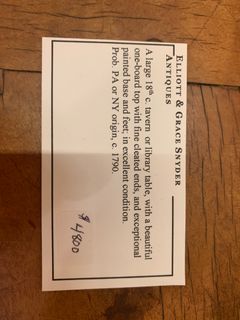 ELLIOTT & GRACE SNYDER
ANTIQUES
A large 18th c. tavern or library table, with a beautiful
one-board top with fine cleated ends, and exceptional
painted base and feet; in excellent condition.
Prob. PA or NY origin, c. 1790.
$4800